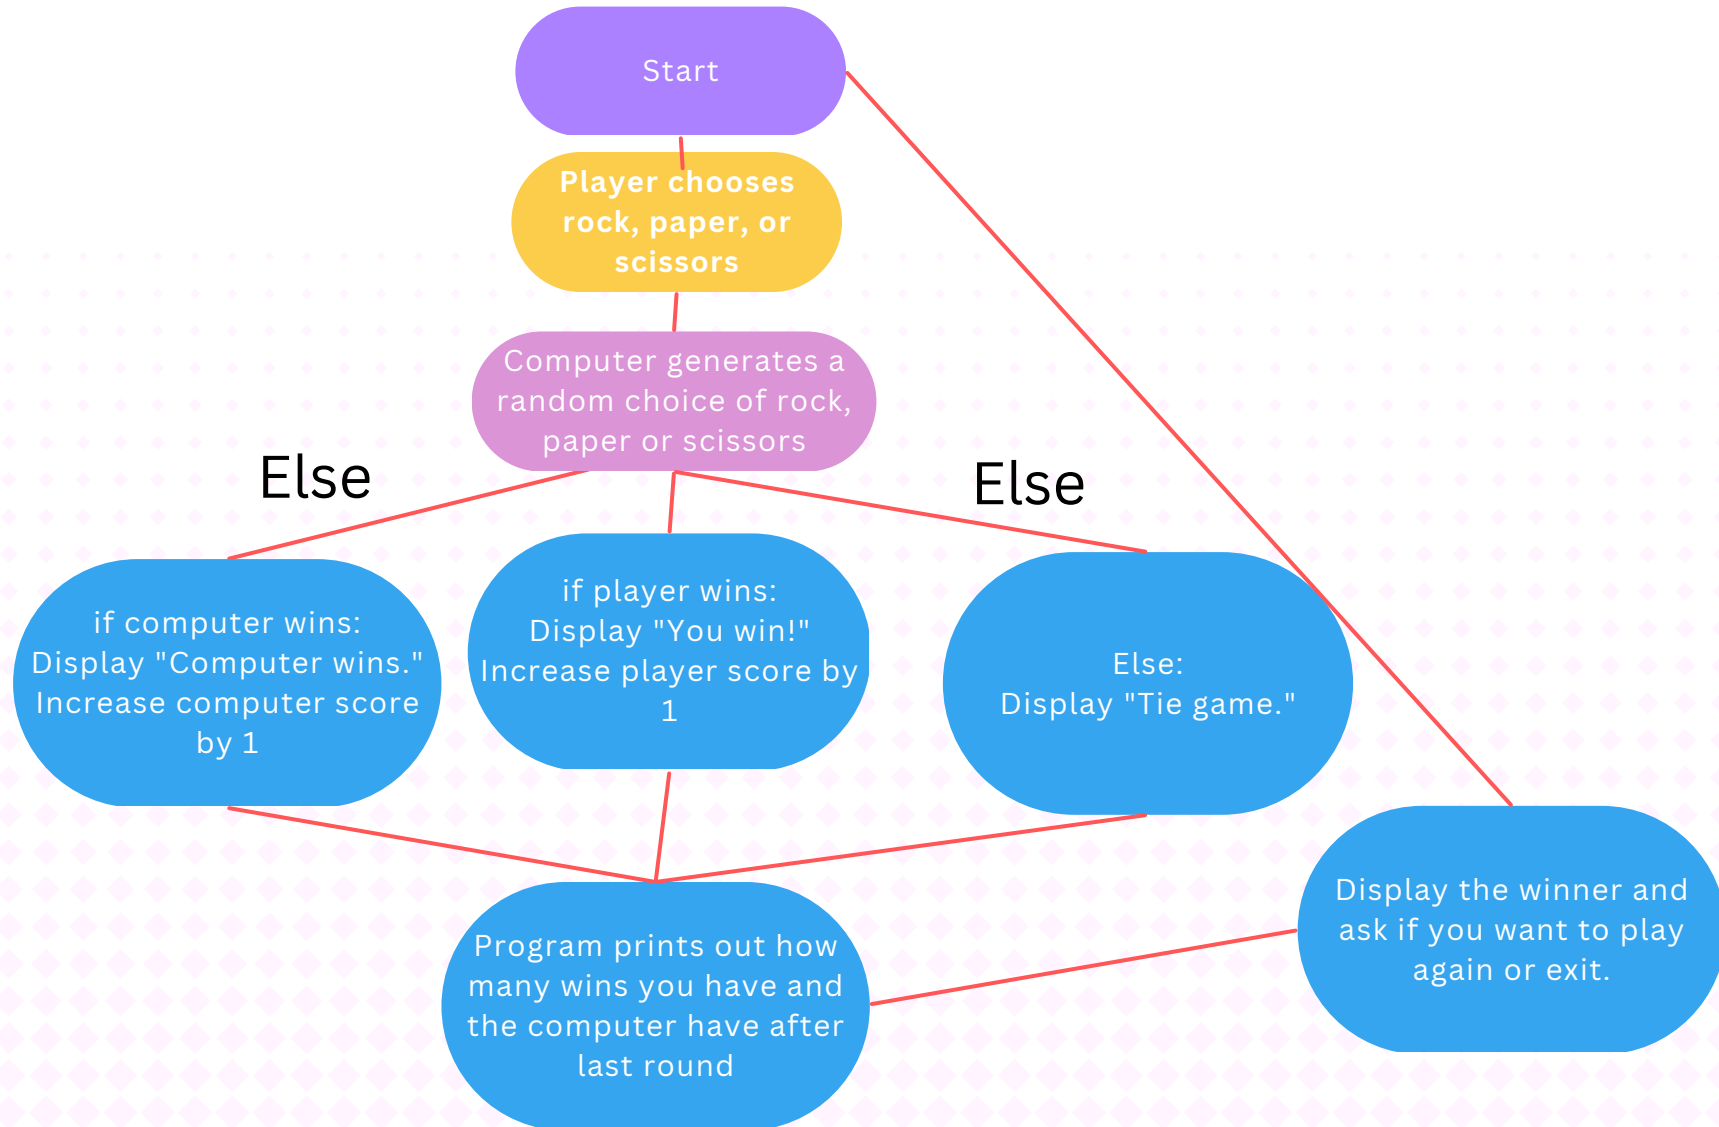 Start
Player chooses
rock, paper, or
scissors
Computer generates a
random choice of rock,
paper or scissors
Else
Else
if computer wins:
Display "Computer wins."
Increase computer score
by 1
if player wins:
Display "You win!"
Increase player score by
1
Else:
Display "Tie game."
Program prints out how
many wins you have and
the computer have after
last round
Display the winner and
ask if you want to play
again or exit.